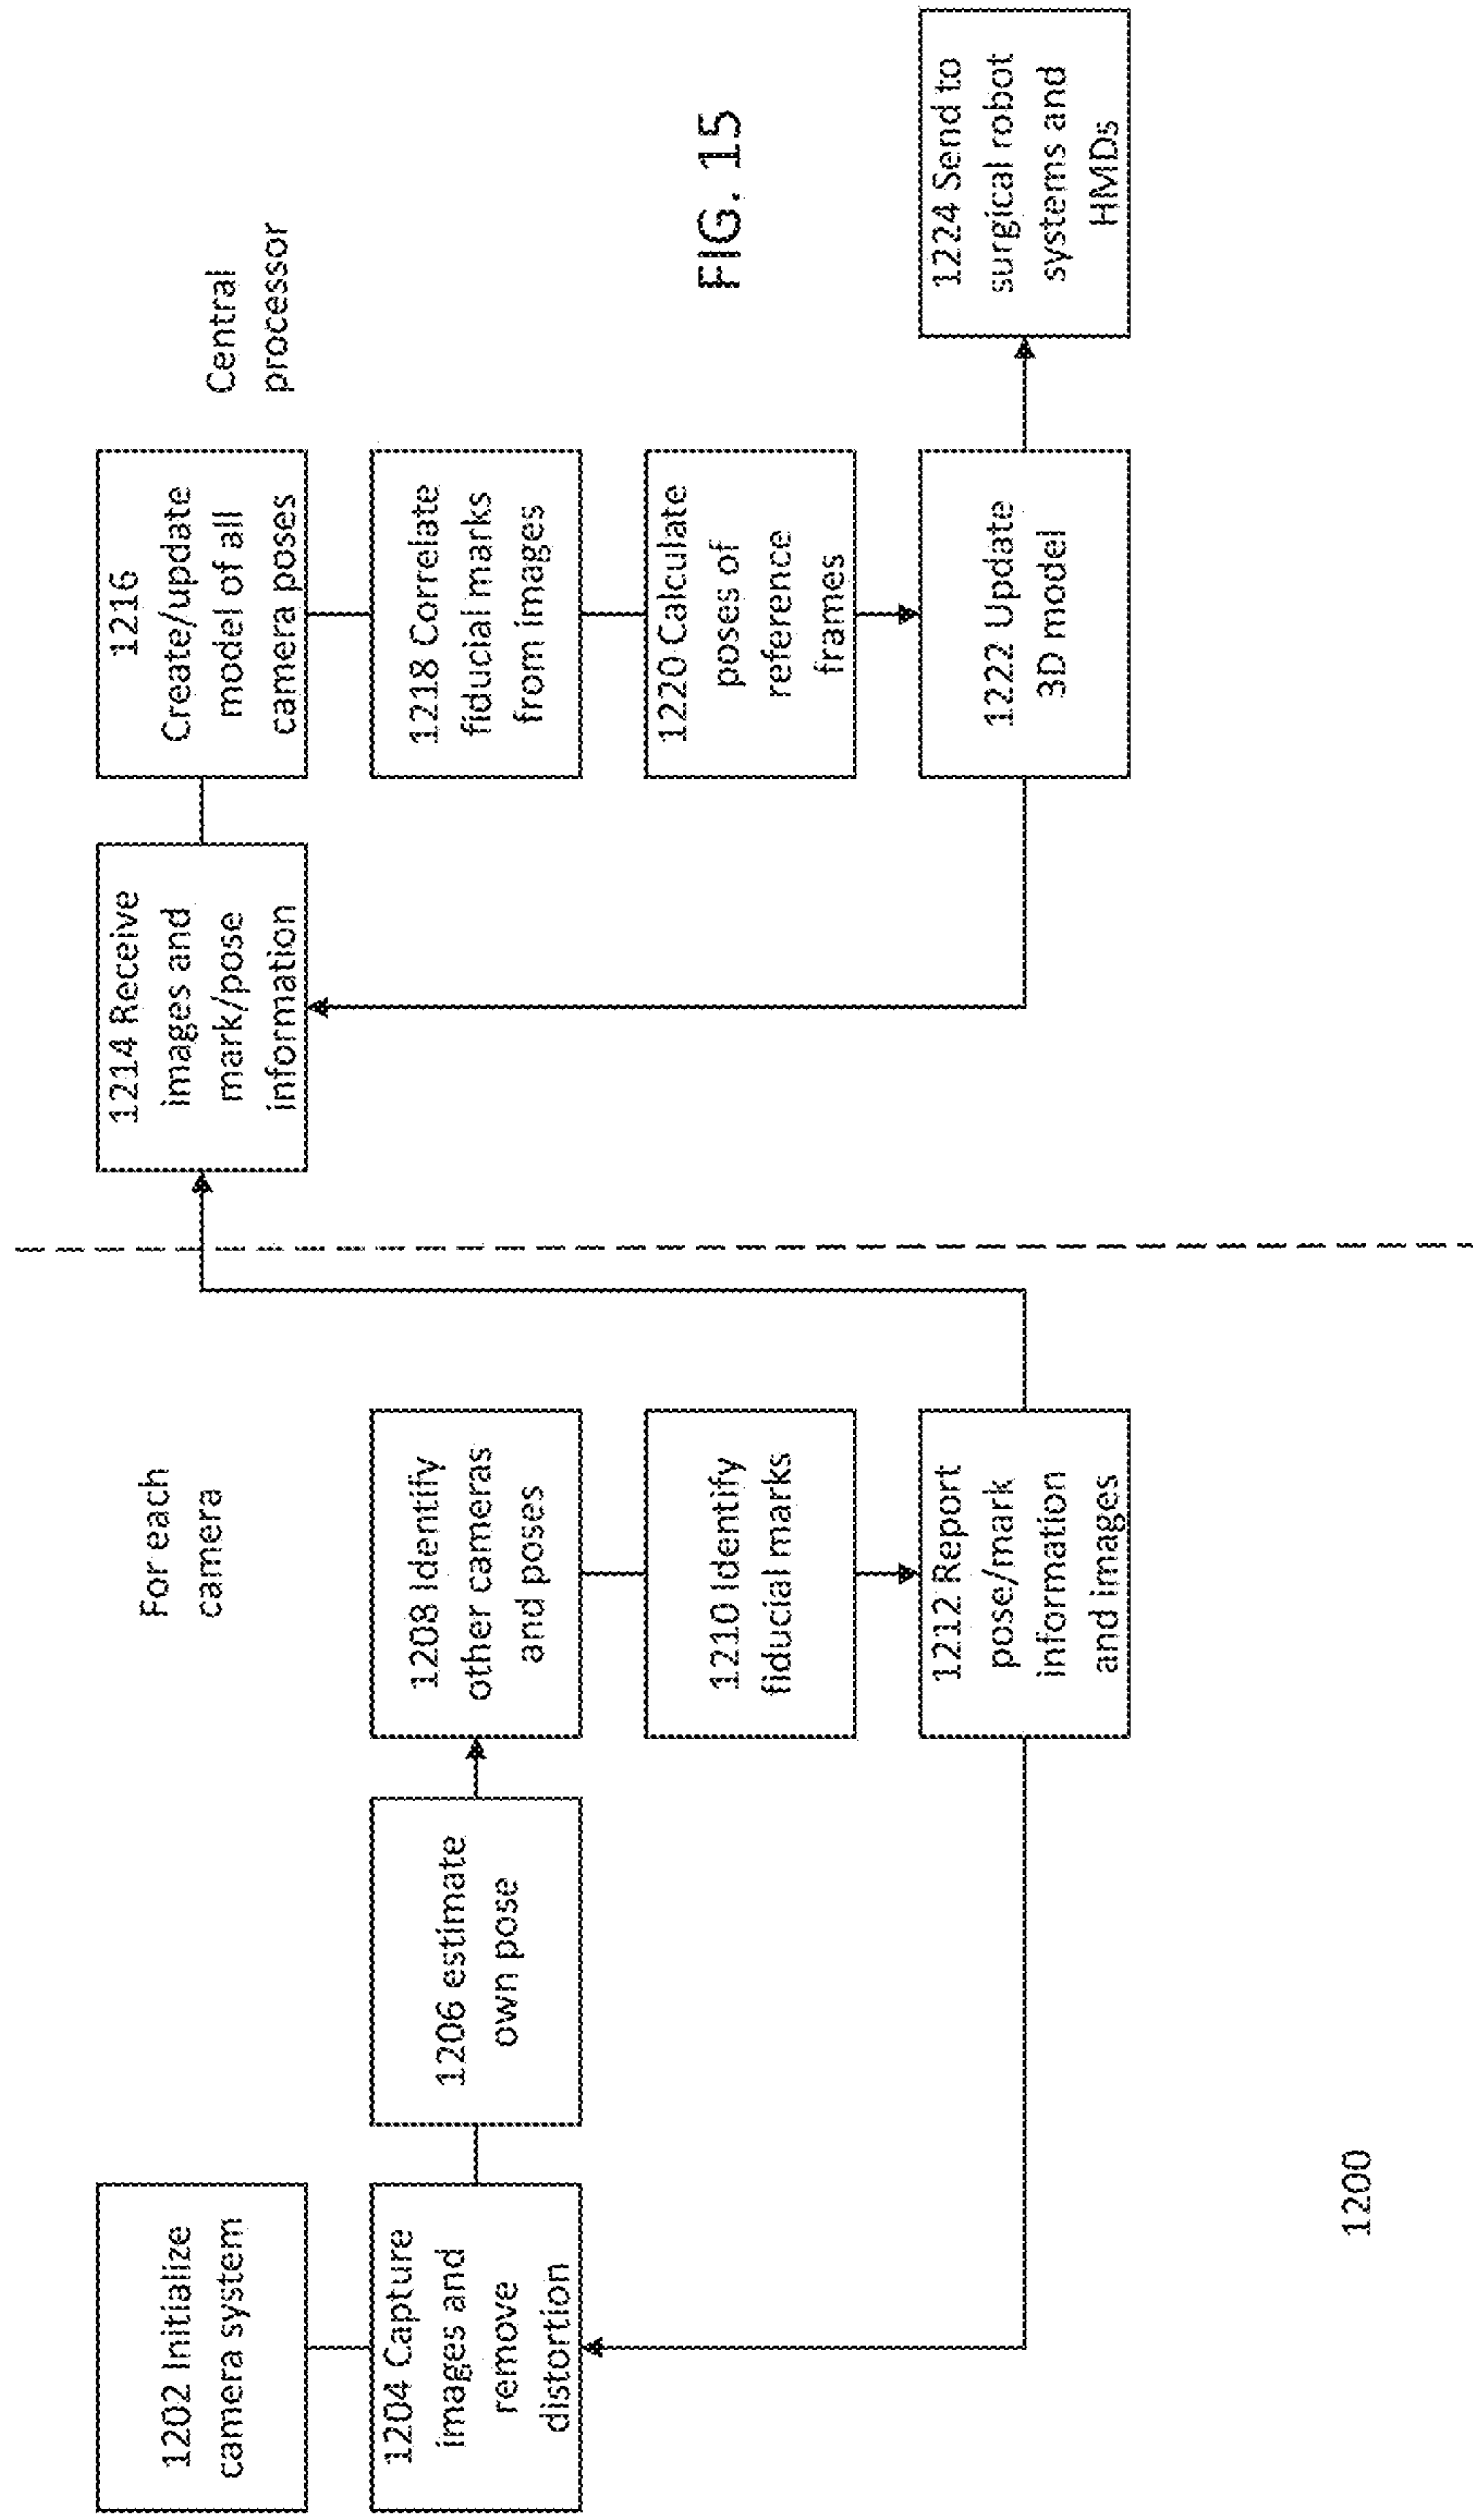 For each
camera
1202 Initialize
camera system
1204 Capture
images and
remove
distortion
1206 estimate
own pose
1208 Identify
other cameras
and poses
1210 Identify
fiducial marks
1212 Report
pose/mark
information
and images
1200
Central
processor
1214 Receive
images and
mark/pose
information
1216
Create/update
model of all
camera poses
1218 Correlate
fiducial marks
from images
1220 Calculate
poses of
reference
frames
1222 Update
3D model
1224 Send to
surgical robot
systems and
HMDs
FIG. 15